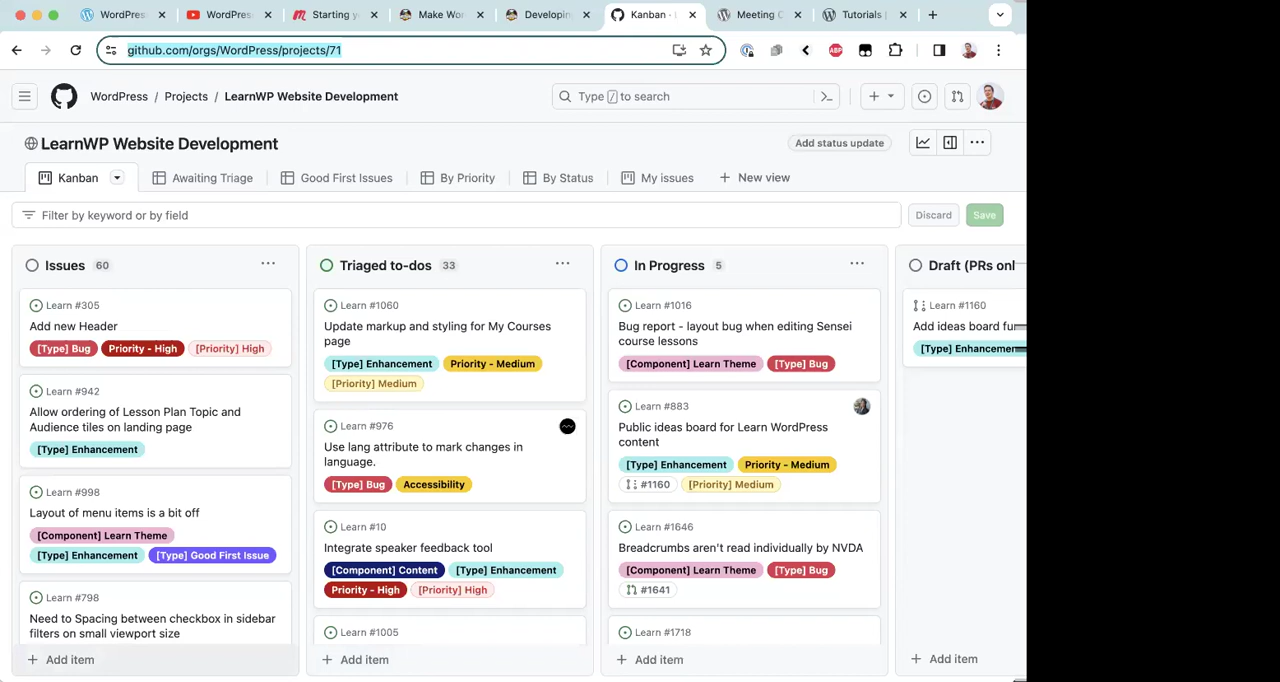 WordPres
WordPres
Starting y
Make Wor
Developin
Kanban ·
Meeting C
Tutorials
github.com/orgs/WordPress/projects/71
ABP
WordPress / Projects / LearnWP Website Development
Type / to search
LearnWP Website Development
Add status update
Kanban
Awaiting Triage
Good First Issues
By Priority
By Status
My issues
+ New view
Filter by keyword or by field
Discard
Save
Issues 60
Learn #305
Add new Header
[Type] Bug
Priority - High
[Priority] High
Learn #942
Allow ordering of Lesson Plan Topic and
Audience tiles on landing page
[Type] Enhancement
Learn #998
Layout of menu items is a bit off
[Component] Learn Theme
[Type] Enhancement
[Type] Good First Issue
Learn #798
Need to Spacing between checkbox in sidebar
filters on small viewport size
+ Add item
Triaged to-dos 33
Learn #1060
Update markup and styling for My Courses
page
[Type] Enhancement
Priority - Medium
[Priority] Medium
Learn #976
Use lang attribute to mark changes in
language.
[Type] Bug
Accessibility
Learn #10
Integrate speaker feedback tool
[Component] Content
[Type] Enhancement
Priority - High
[Priority] High
Learn #1005
+ Add item
In Progress 5
Learn #1016
Bug report - layout bug when editing Sensei
course lessons
[Component] Learn Theme
[Type] Bug
Learn #883
Public ideas board for Learn WordPress
content
[Type] Enhancement
Priority - Medium
#1160
[Priority] Medium
Learn #1646
Breadcrumbs aren't read individually by NVDA
[Component] Learn Theme
[Type] Bug
#1641
Learn #1718
+ Add item
Draft (PRs onl
Learn #1160
Add ideas board fu
[Type] Enhancemen
+ Add item